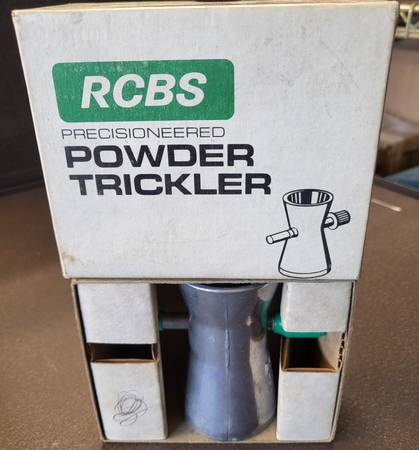 RCBS
PRECISIONEERED
POWDER
TRICKLER